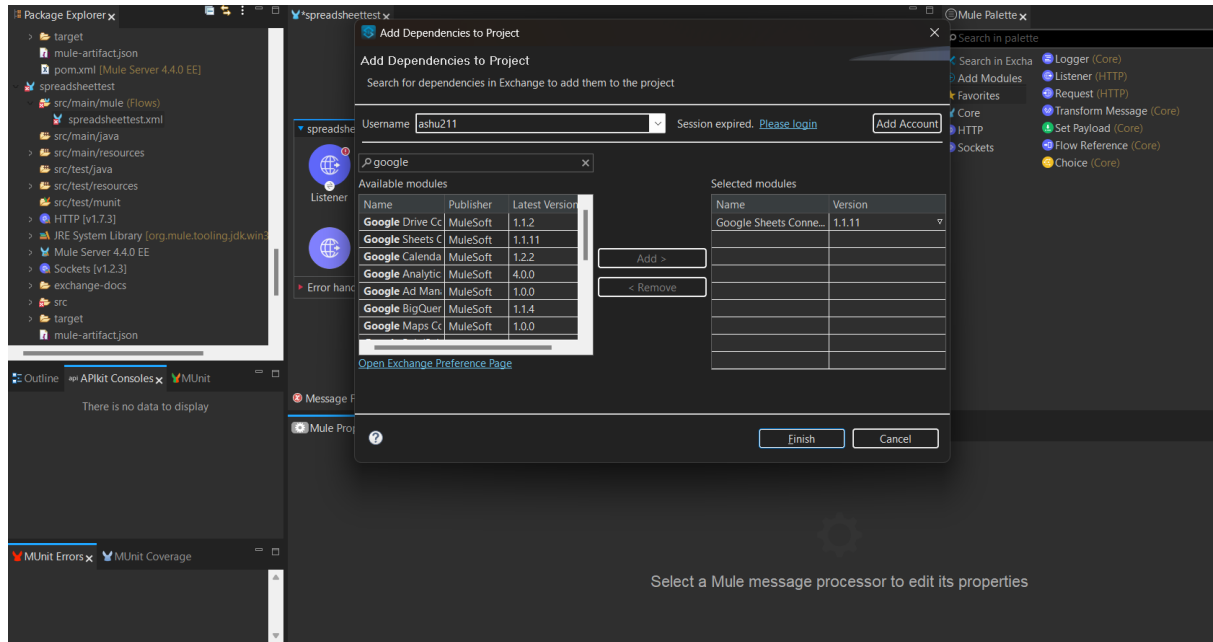 Package Explorer
target
mule-artifact.json
pom.xml [Mule Server 4.4.0 EE]
spreadsheettest
src/main/mule (Flows)
spreadsheettest.xml
src/main/java
src/main/resources
src/test/java
src/test/resources
src/test/munit
HTTP [v1.7.3]
JRE System Library [org.mule.tooling.jdk.win3
Mule Server 4.4.0 EE
Sockets [v1.2.3]
exchange-docs
src
target
mule-artifact.json
Outline
API APIkit Consoles
MUnit
There is no data to display
MUnit Errors
MUnit Coverage
*spreadsheettest
spreadshe
Listener
Error hand
Message F
Mule Prop
Add Dependencies to Project
Add Dependencies to Project
Search for dependencies in Exchange to add them to the project
Username ashu211 Session expired. Please login Add Account
google
Available modules
Name Publisher Latest Version
Google Drive Cc MuleSoft 1.1.2
Google Sheets C MuleSoft 1.1.11
Google Calenda MuleSoft 1.2.2
Google Analytic MuleSoft 4.0.0
Google Ad Man MuleSoft 1.0.0
Google BigQuer MuleSoft 1.1.4
Google Maps Cc MuleSoft 1.0.0
Open Exchange Preference Page
Add >
< Remove
Selected modules
Name Version
Google Sheets Conne... 1.1.11
Finish
Cancel
Mule Palette
Search in palette
Search in Excha
Add Modules
Favorites
Core
HTTP
Sockets
Logger (Core)
Listener (HTTP)
Request (HTTP)
Transform Message (Core)
Set Payload (Core)
Flow Reference (Core)
Choice (Core)
Select a Mule message processor to edit its properties